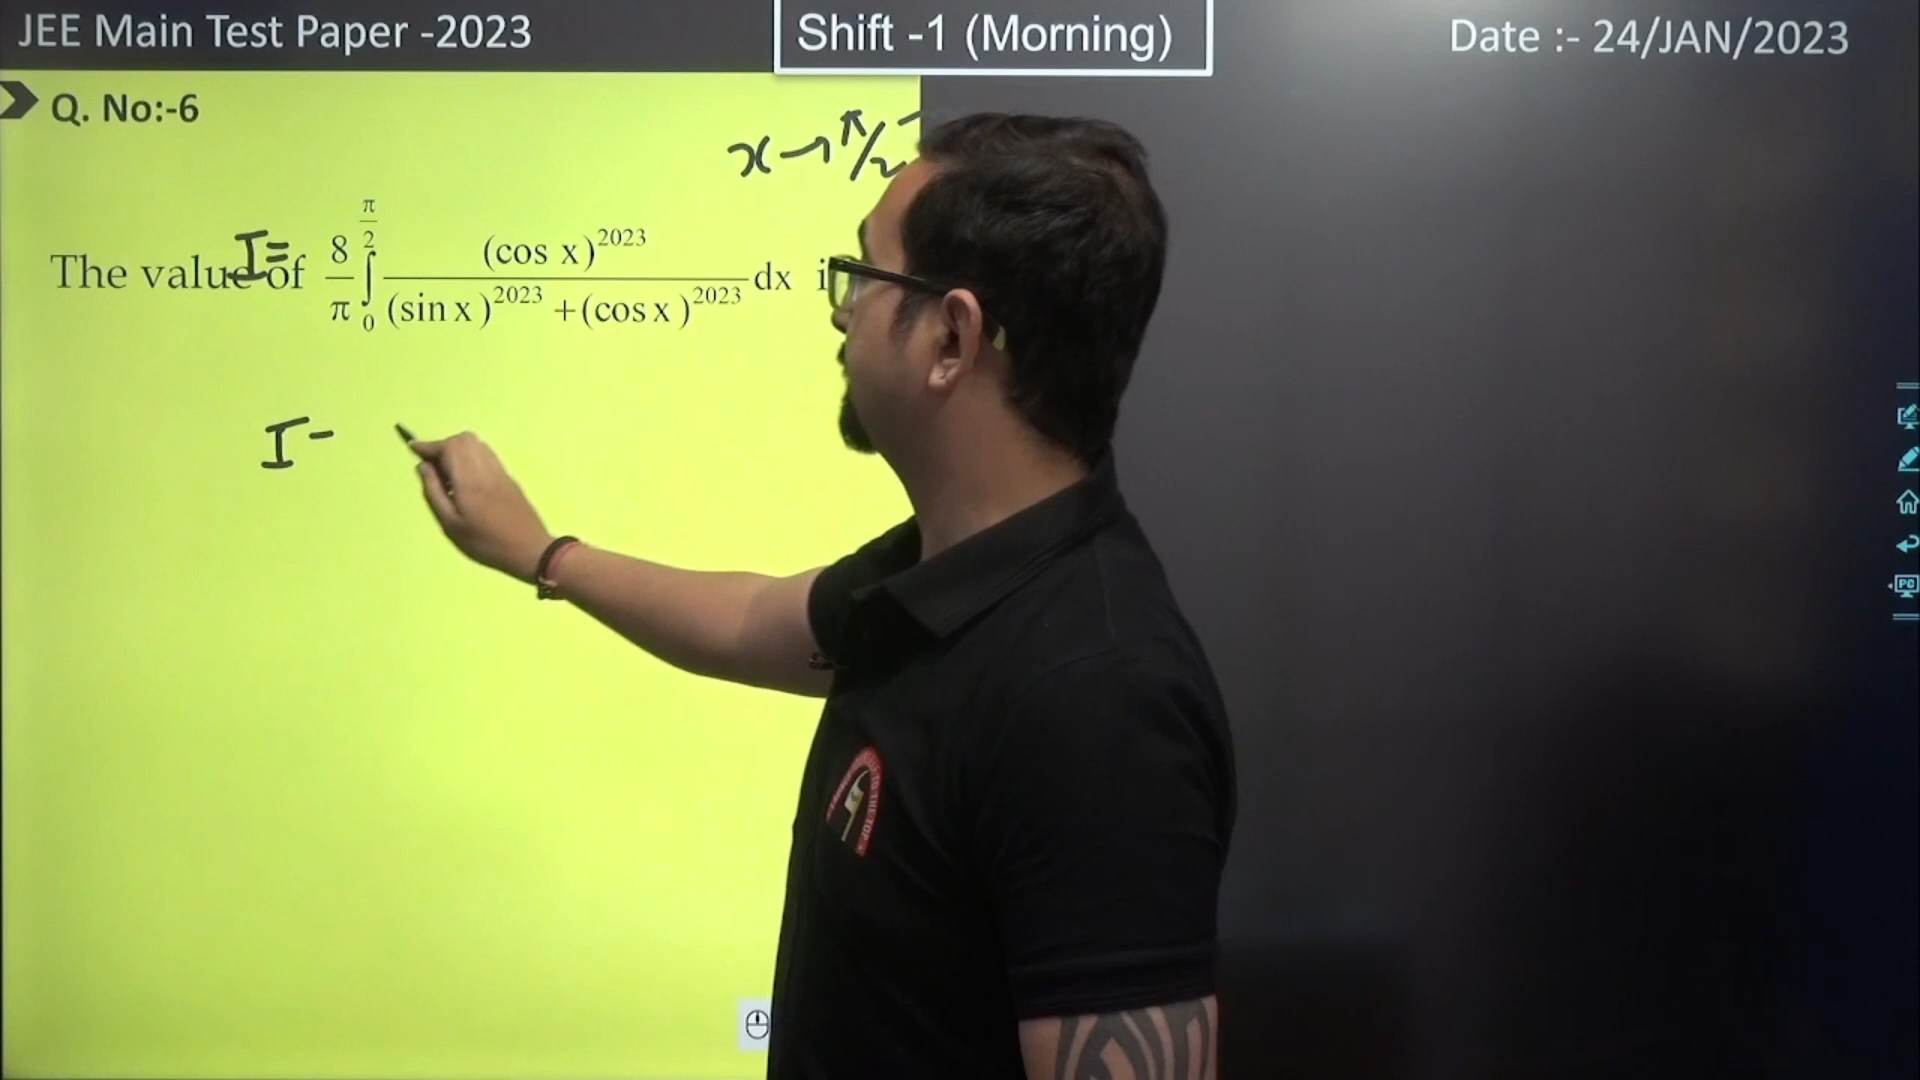 JEE Main Test Paper -2023
Shift -1 (Morning)
Date :- 24/JAN/2023
Q. No:-6
x → π/2 -
I =
The value of 8/π ∫₀^(π/2) (cos x)^2023 / ((sin x)^2023 + (cos x)^2023) dx
I -
PC